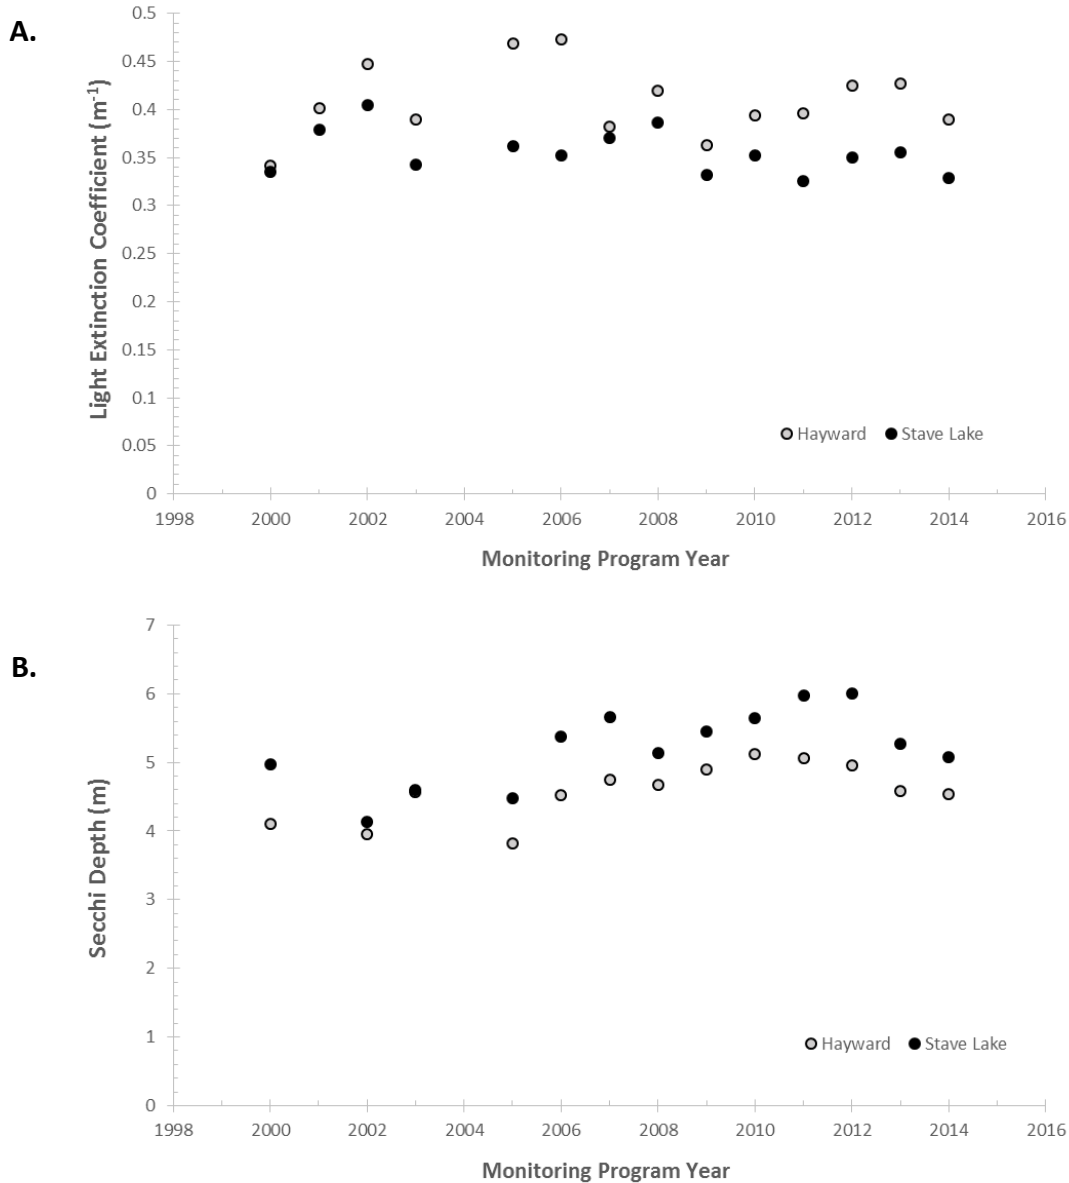 A.
0.5
0.45
0.4
0.35
0.3
0.25
0.2
0.15
0.1
0.05
0
Light Extinction Coefficient (m-1)
Hayward Stave Lake
1998 2000 2002 2004 2006 2008 2010 2012 2014 2016
Monitoring Program Year
B.
7
6
5
4
3
2
1
0
Secchi Depth (m)
Hayward Stave Lake
1998 2000 2002 2004 2006 2008 2010 2012 2014 2016
Monitoring Program Year